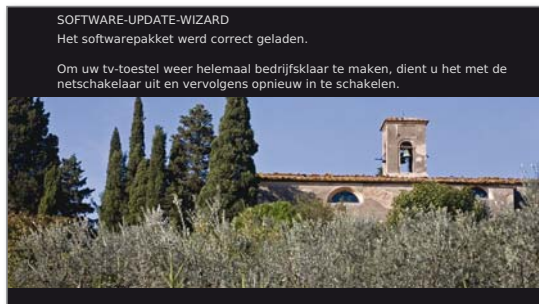 SOFTWARE-UPDATE-WIZARD
Het softwarepakket werd correct geladen.
Om uw tv-toestel weer helemaal bedrijfsklaar te maken, dient u het met de
netschakelaar uit en vervolgens opnieuw in te schakelen.